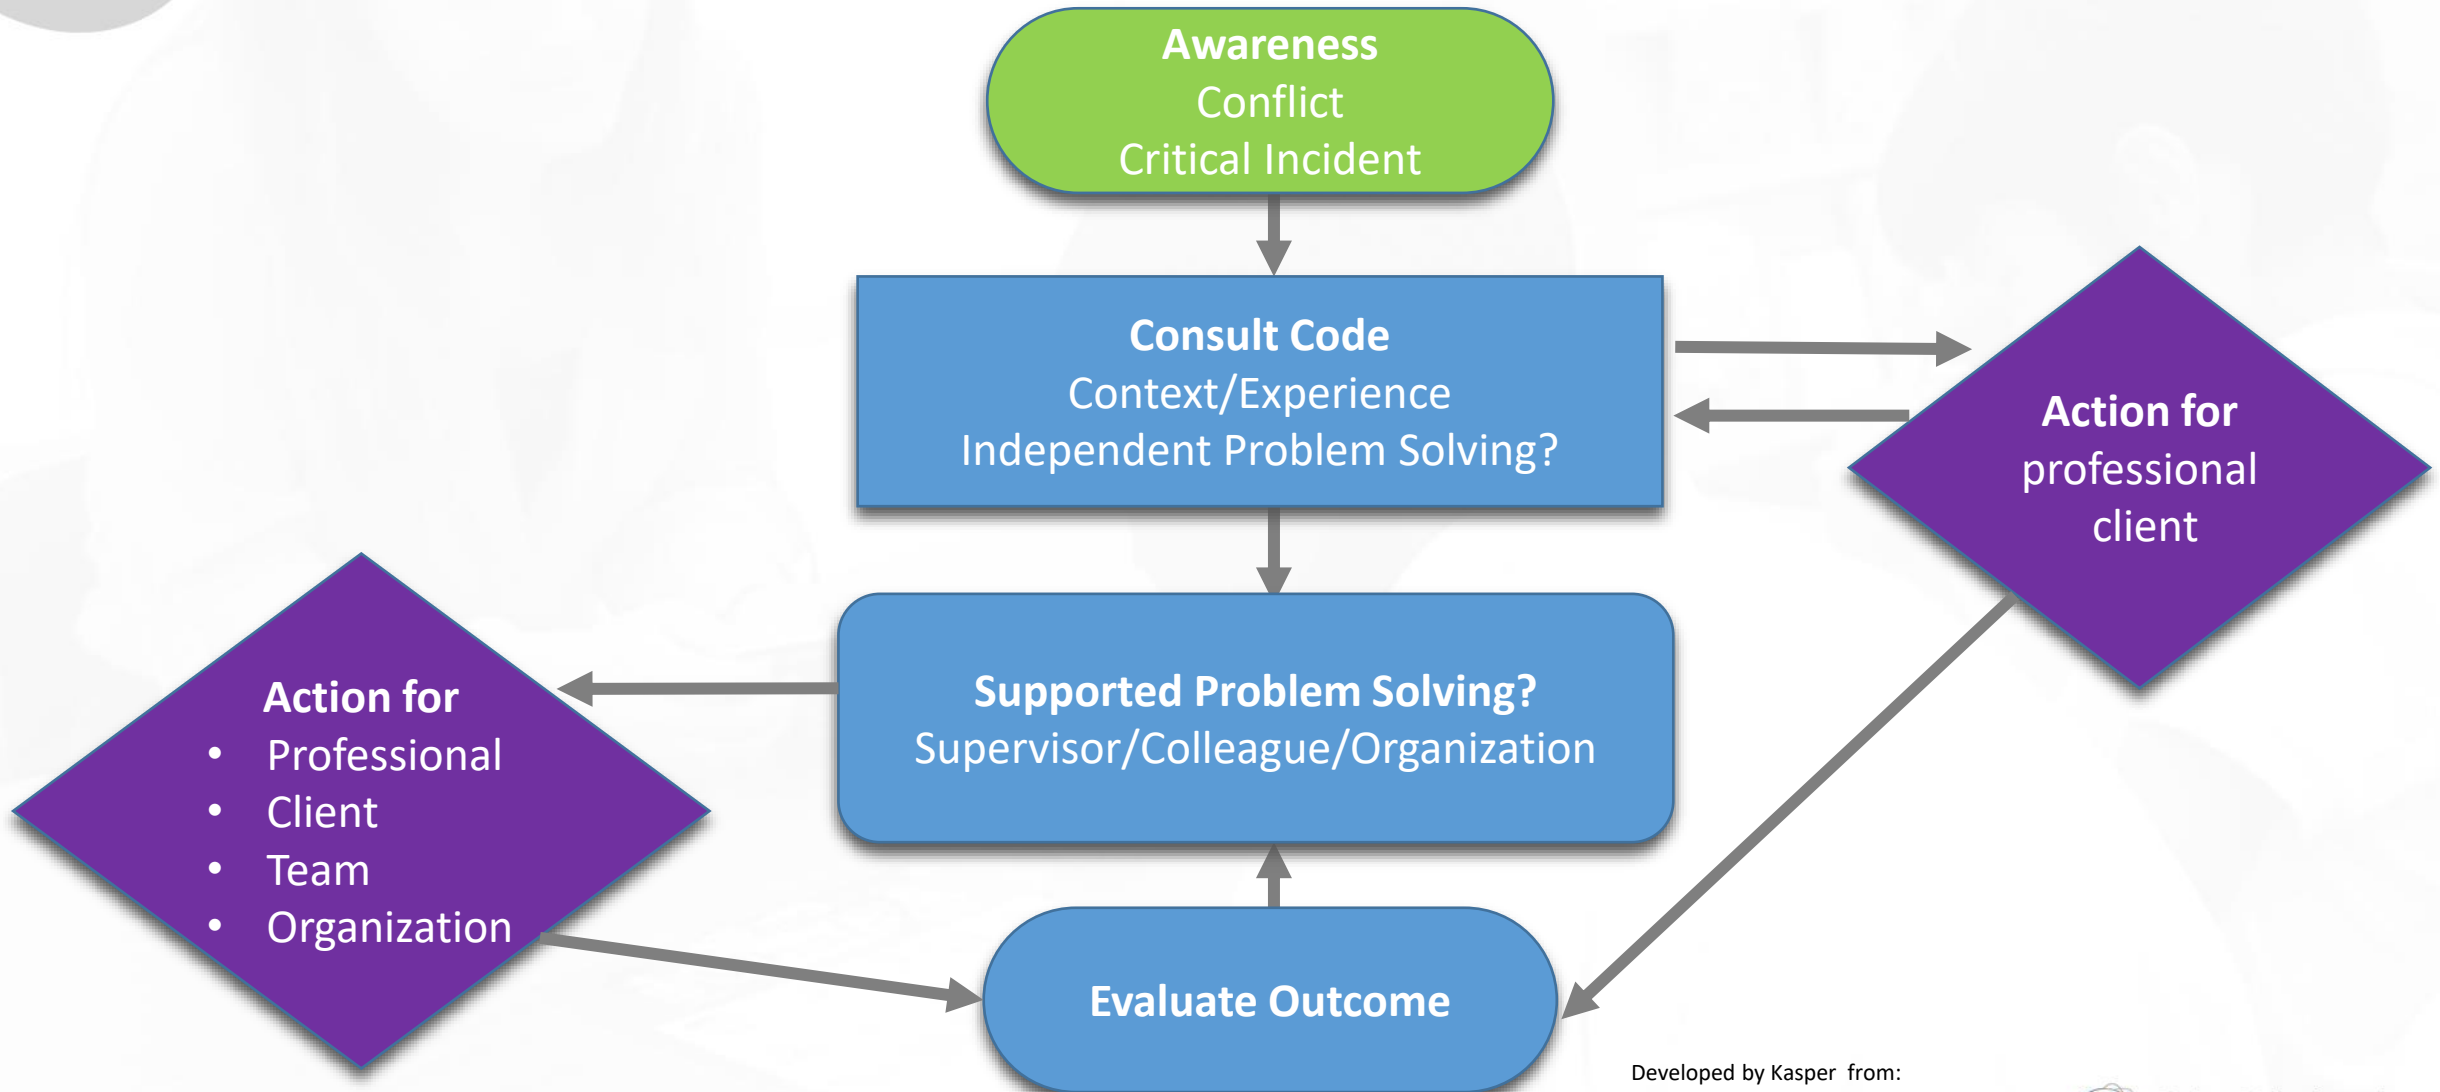 Awareness
Conflict
Critical Incident
Consult Code
Context/Experience
Independent Problem Solving?
Action for
professional
client
Supported Problem Solving?
Supervisor/Colleague/Organization
Action for
• Professional
• Client
• Team
• Organization
Evaluate Outcome
Developed by Kasper from: